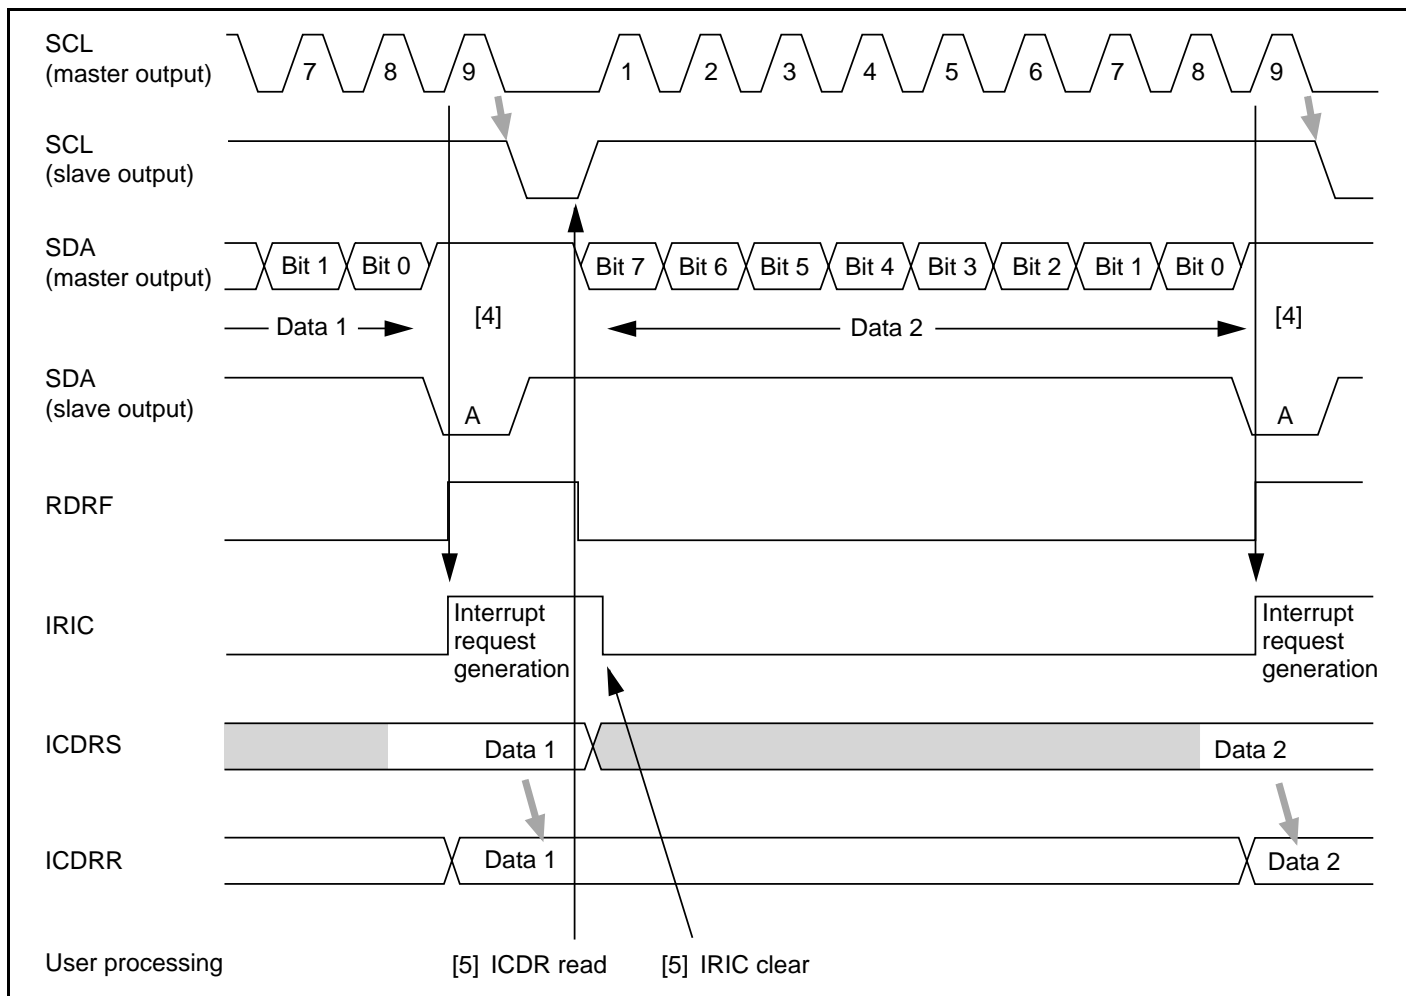 SCL
(master output)
7 8 9 1 2 3 4 5 6 7 8 9
SCL
(slave output)
SDA
(master output)
Bit 1 Bit 0 Bit 7 Bit 6 Bit 5 Bit 4 Bit 3 Bit 2 Bit 1 Bit 0
Data 1 [4] Data 2 [4]
SDA
(slave output)
A A
RDRF
IRIC
Interrupt
request
generation
Interrupt
request
generation
ICDRS
Data 1 Data 2
ICDRR
Data 1 Data 2
User processing
[5] ICDR read
[5] IRIC clear